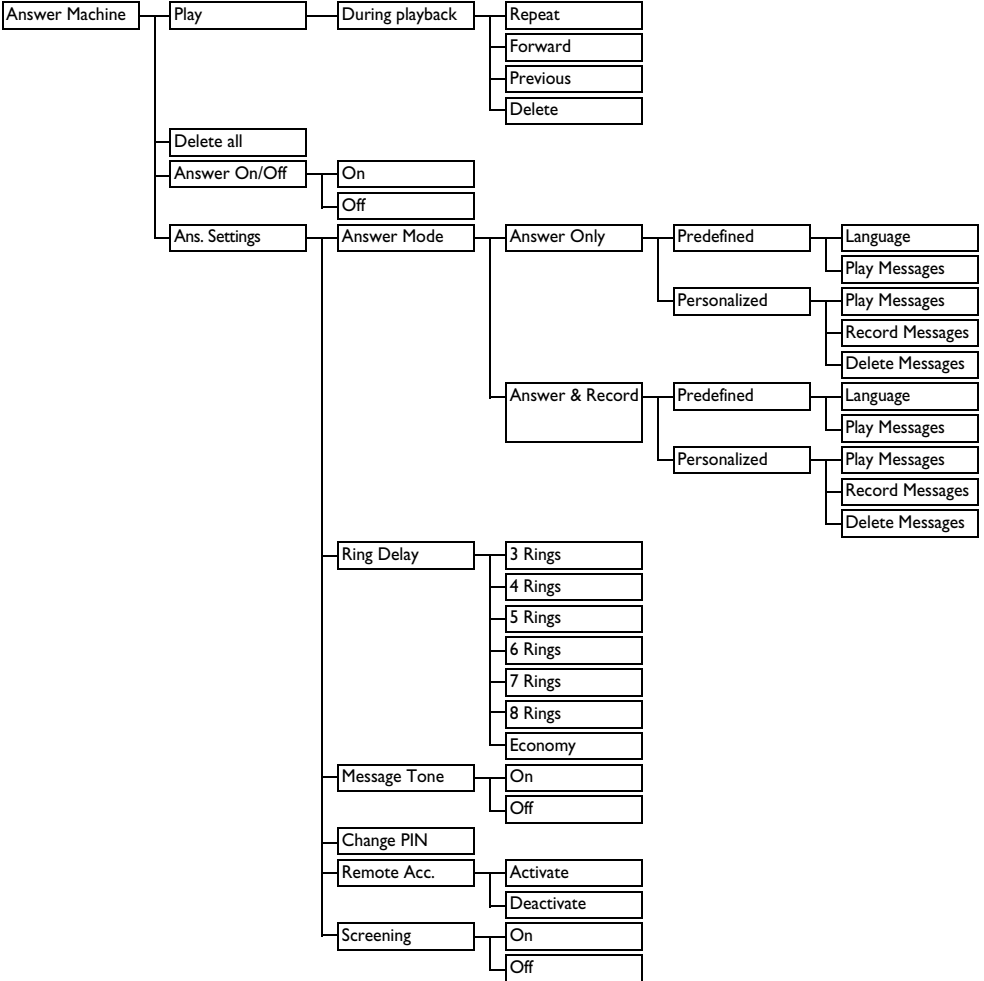 Answer Machine
Play
During playback
Repeat
Forward
Previous
Delete
Delete all
Answer On/Off
On
Off
Ans. Settings
Answer Mode
Answer Only
Predefined
Language
Play Messages
Personalized
Play Messages
Record Messages
Delete Messages
Answer & Record
Predefined
Language
Play Messages
Personalized
Play Messages
Record Messages
Delete Messages
Ring Delay
3 Rings
4 Rings
5 Rings
6 Rings
7 Rings
8 Rings
Economy
Message Tone
On
Off
Change PIN
Remote Acc.
Activate
Deactivate
Screening
On
Off